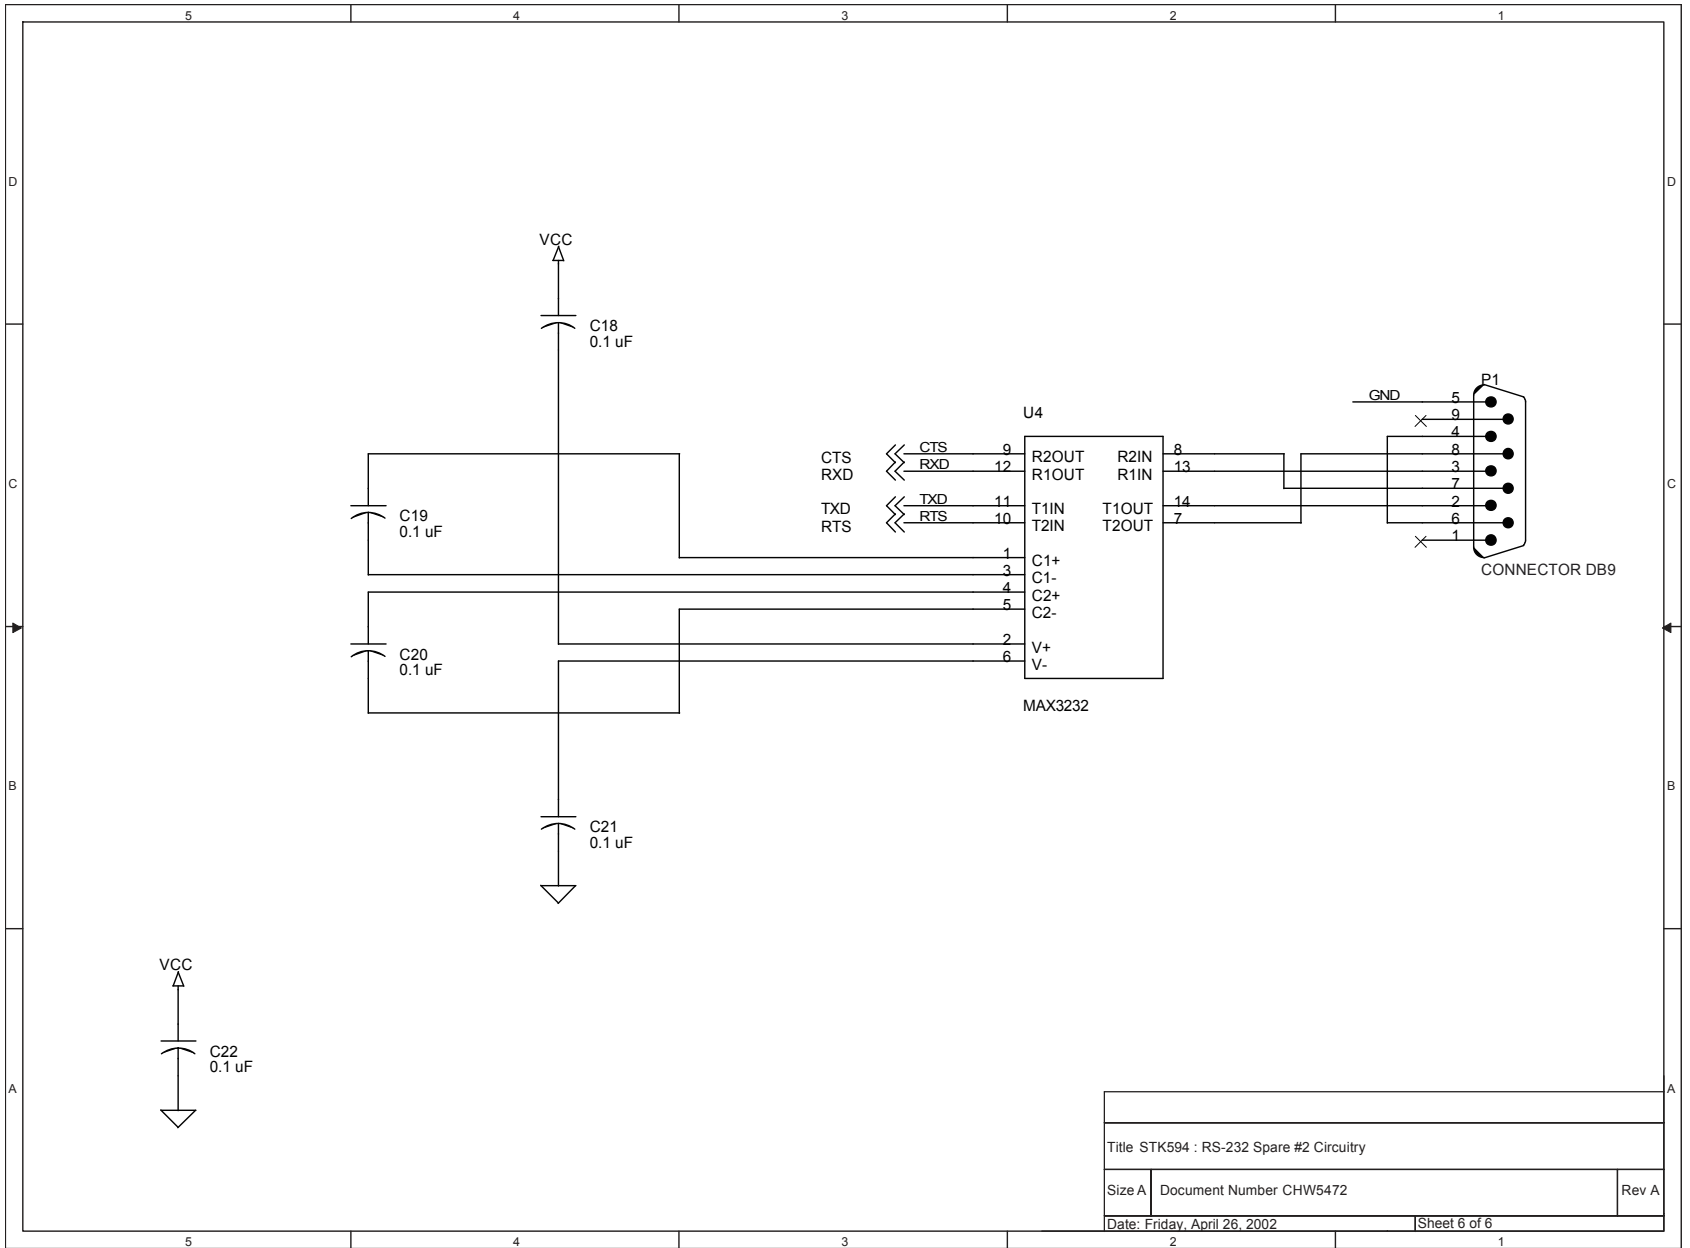 5 4 3 2 1
D D
VCC
C18
0.1 uF
P1
GND 5
9
4
8
3
7
2
6
1
CONNECTOR DB9
U4
CTS CTS 9 R2OUT R2IN 8
RXD RXD 12 R1OUT R1IN 13
TXD TXD 11 T1IN T1OUT 14
RTS RTS 10 T2IN T2OUT 7
1 C1+
3 C1-
4 C2+
5 C2-
2 V+
6 V-
MAX3232
C C
C19
0.1 uF
C20
0.1 uF
B B
C21
0.1 uF
VCC
C22
0.1 uF
A A
Title STK594 : RS-232 Spare #2 Circuitry
Size A Document Number CHW5472 Rev A
Date: Friday, April 26, 2002 Sheet 6 of 6
5 4 3 2 1